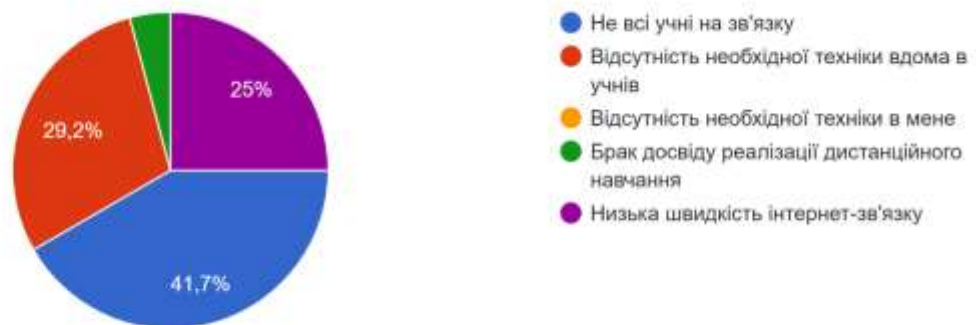 25%
29,2%
41,7%
Не всі учні на зв'язку
Відсутність необхідної техніки вдома в
учнів
Відсутність необхідної техніки в мене
Брак досвіду реалізації дистанційного
навчання
Низька швидкість інтернет-зв'язку